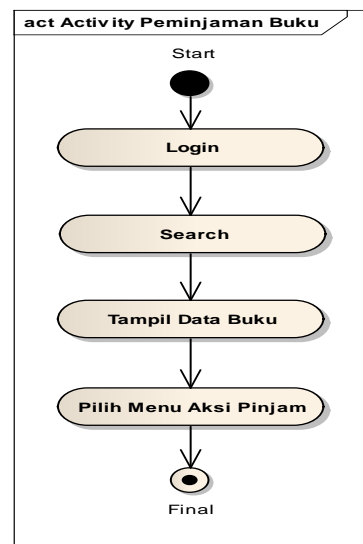 act Activity Peminjaman Buku
Start
Login
Search
Tampil Data Buku
Pilih Menu Aksi Pinjam
Final